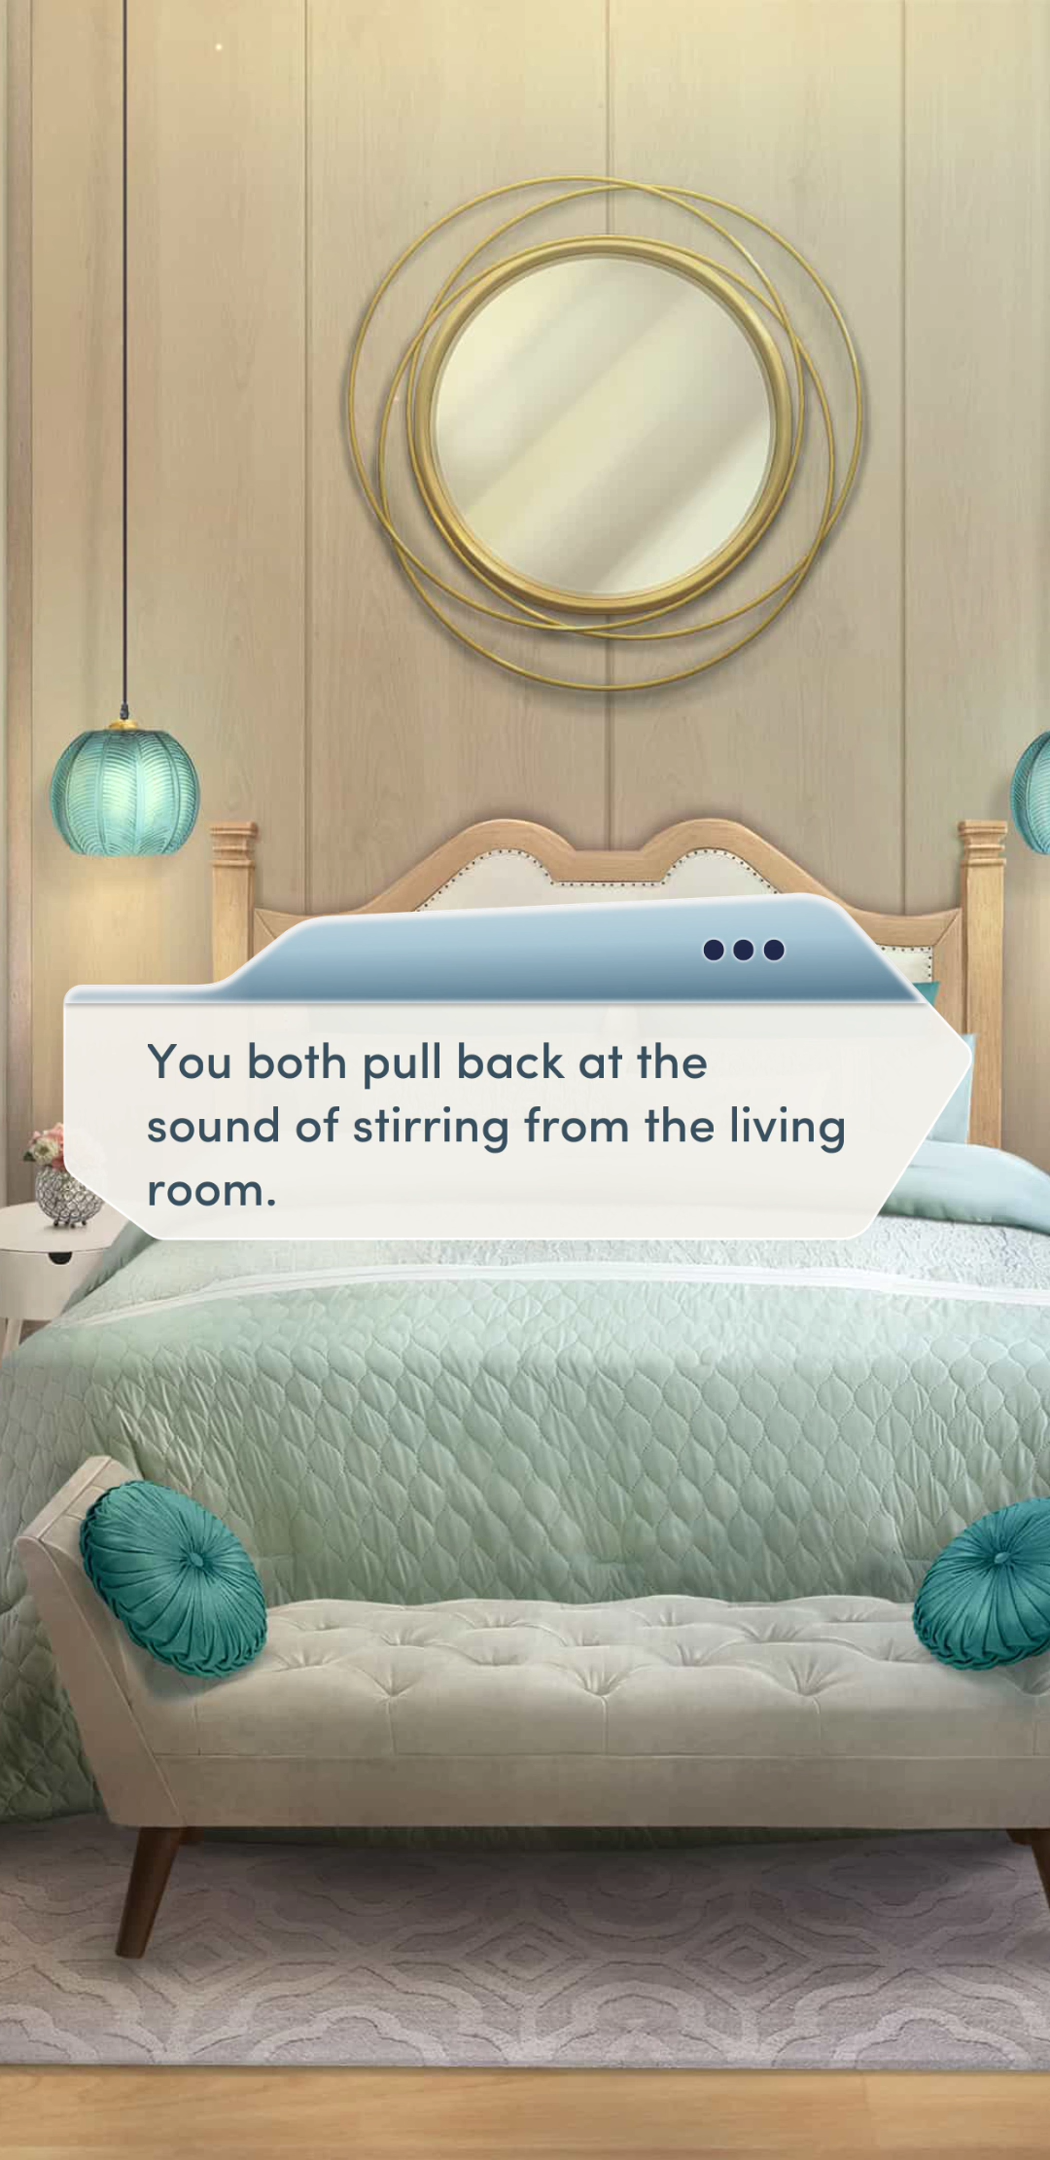 You both pull back at the
sound of stirring from the living
room.